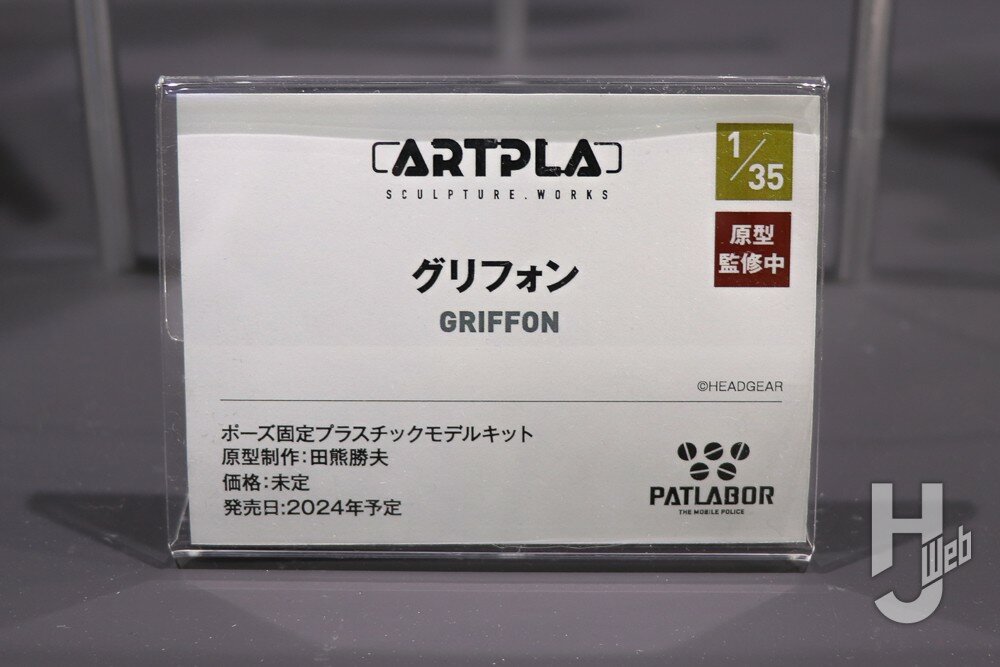 ARTPLA
SCULPTURE.WORKS
1/35
原型
監修中
グリフォン
GRIFFON
©HEADGEAR
ポーズ固定プラスチックモデルキット
原型制作:田熊勝夫
価格:未定
発売日:2024年予定
PATLABOR
THE MOBILE POLICE
HJ Web